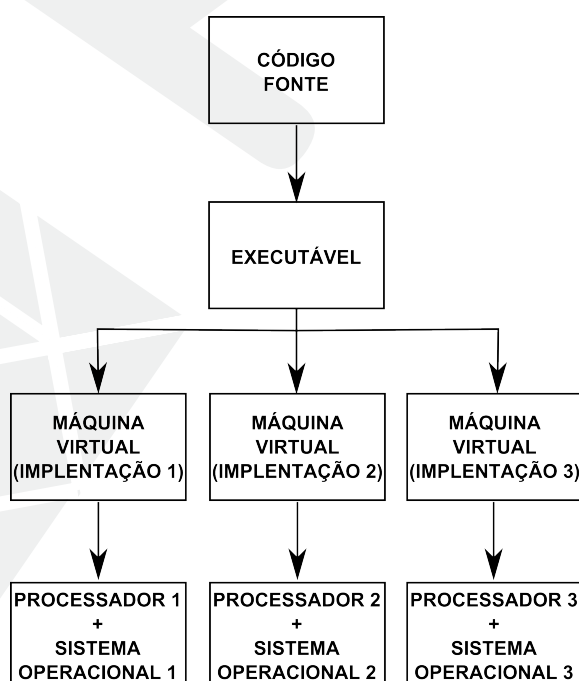 CÓDIGO
FONTE
EXECUTÁVEL
MÁQUINA
VIRTUAL
(IMPLENTAÇÃO 1)
MÁQUINA
VIRTUAL
(IMPLENTAÇÃO 2)
MÁQUINA
VIRTUAL
(IMPLENTAÇÃO 3)
PROCESSADOR 1
+
SISTEMA
OPERACIONAL 1
PROCESSADOR 2
+
SISTEMA
OPERACIONAL 2
PROCESSADOR 3
+
SISTEMA
OPERACIONAL 3